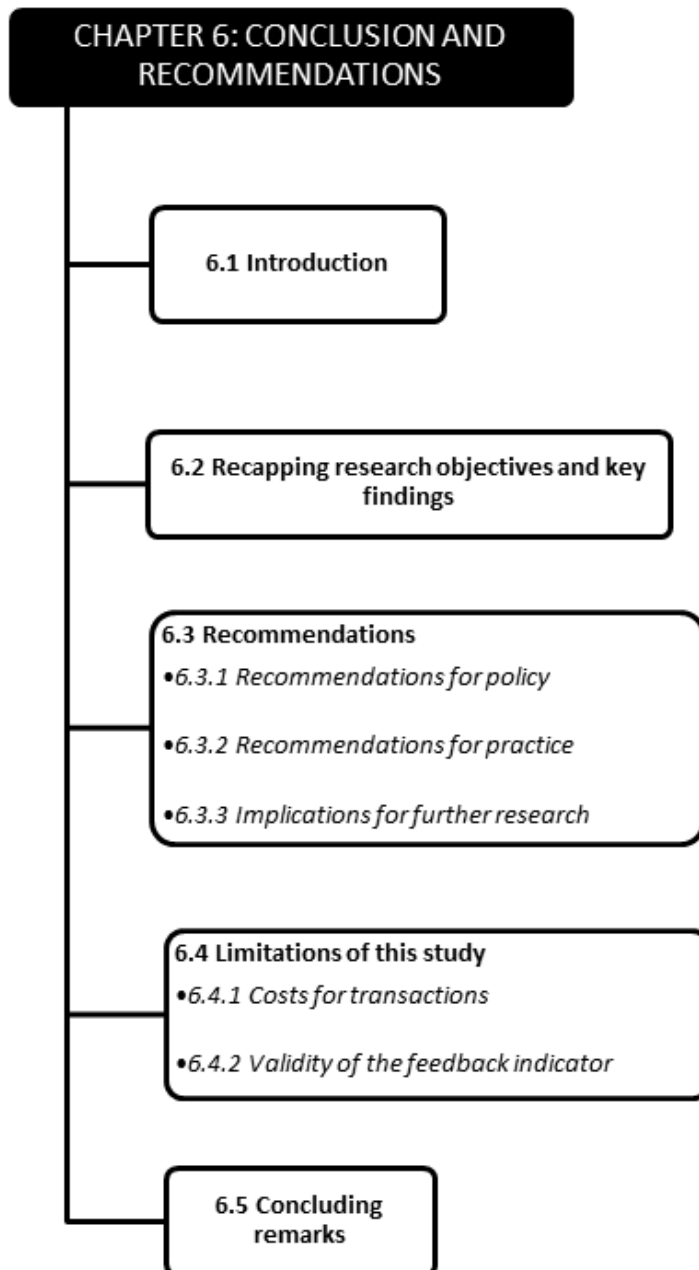 CHAPTER 6: CONCLUSION AND
RECOMMENDATIONS
6.1 Introduction
6.2 Recapping research objectives and key
findings
6.3 Recommendations
•6.3.1 Recommendations for policy
•6.3.2 Recommendations for practice
•6.3.3 Implications for further research
6.4 Limitations of this study
•6.4.1 Costs for transactions
•6.4.2 Validity of the feedback indicator
6.5 Concluding
remarks